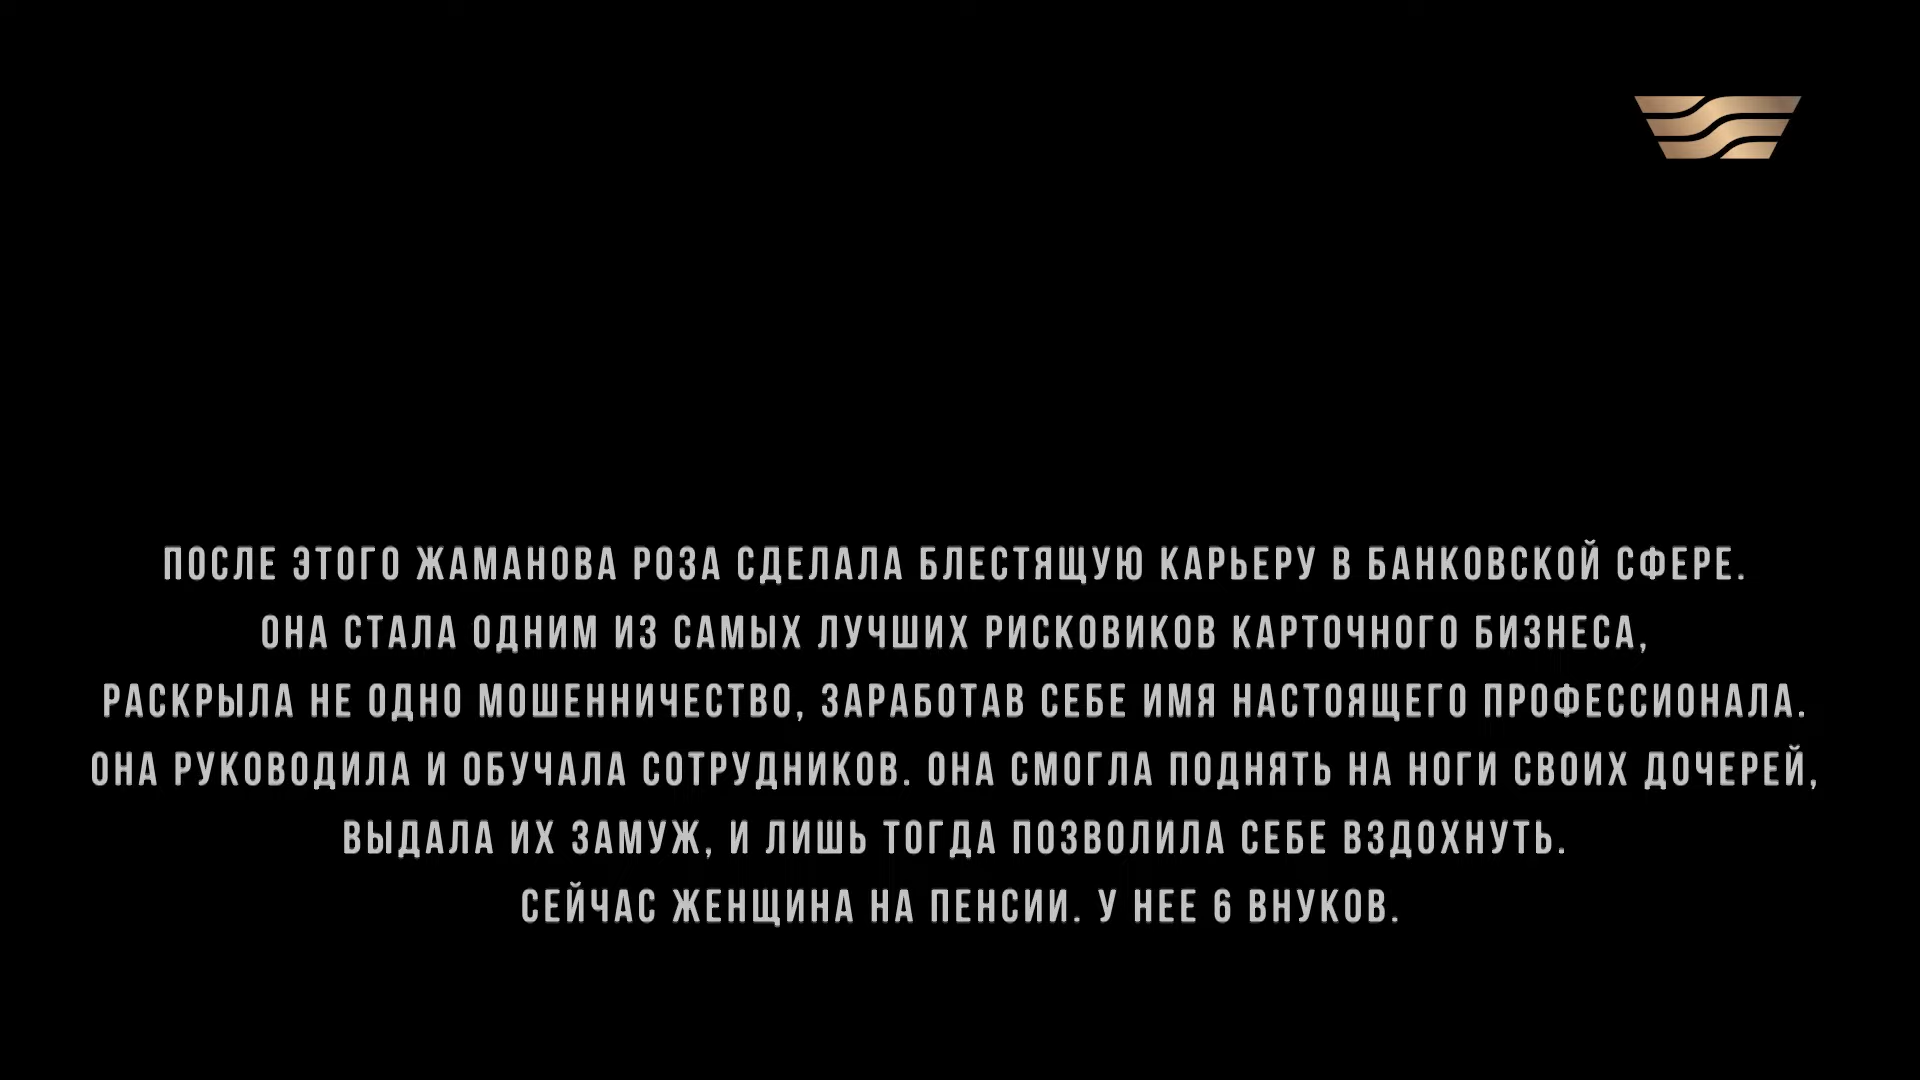 ПОСЛЕ ЭТОГО ЖАМАНОВА РОЗА СДЕЛАЛА БЛЕСТЯЩУЮ КАРЬЕРУ В БАНКОВСКОЙ СФЕРЕ.
ОНА СТАЛА ОДНИМ ИЗ САМЫХ ЛУЧШИХ РИСКОВИКОВ КАРТОЧНОГО БИЗНЕСА,
РАСКРЫЛА НЕ ОДНО МОШЕННИЧЕСТВО, ЗАРАБОТАВ СЕБЕ ИМЯ НАСТОЯЩЕГО ПРОФЕССИОНАЛА.
ОНА РУКОВОДИЛА И ОБУЧАЛА СОТРУДНИКОВ. ОНА СМОГЛА ПОДНЯТЬ НА НОГИ СВОИХ ДОЧЕРЕЙ,
ВЫДАЛА ИХ ЗАМУЖ, И ЛИШЬ ТОГДА ПОЗВОЛИЛА СЕБЕ ВЗДОХНУТЬ.
СЕЙЧАС ЖЕНЩИНА НА ПЕНСИИ. У НЕЕ 6 ВНУКОВ.